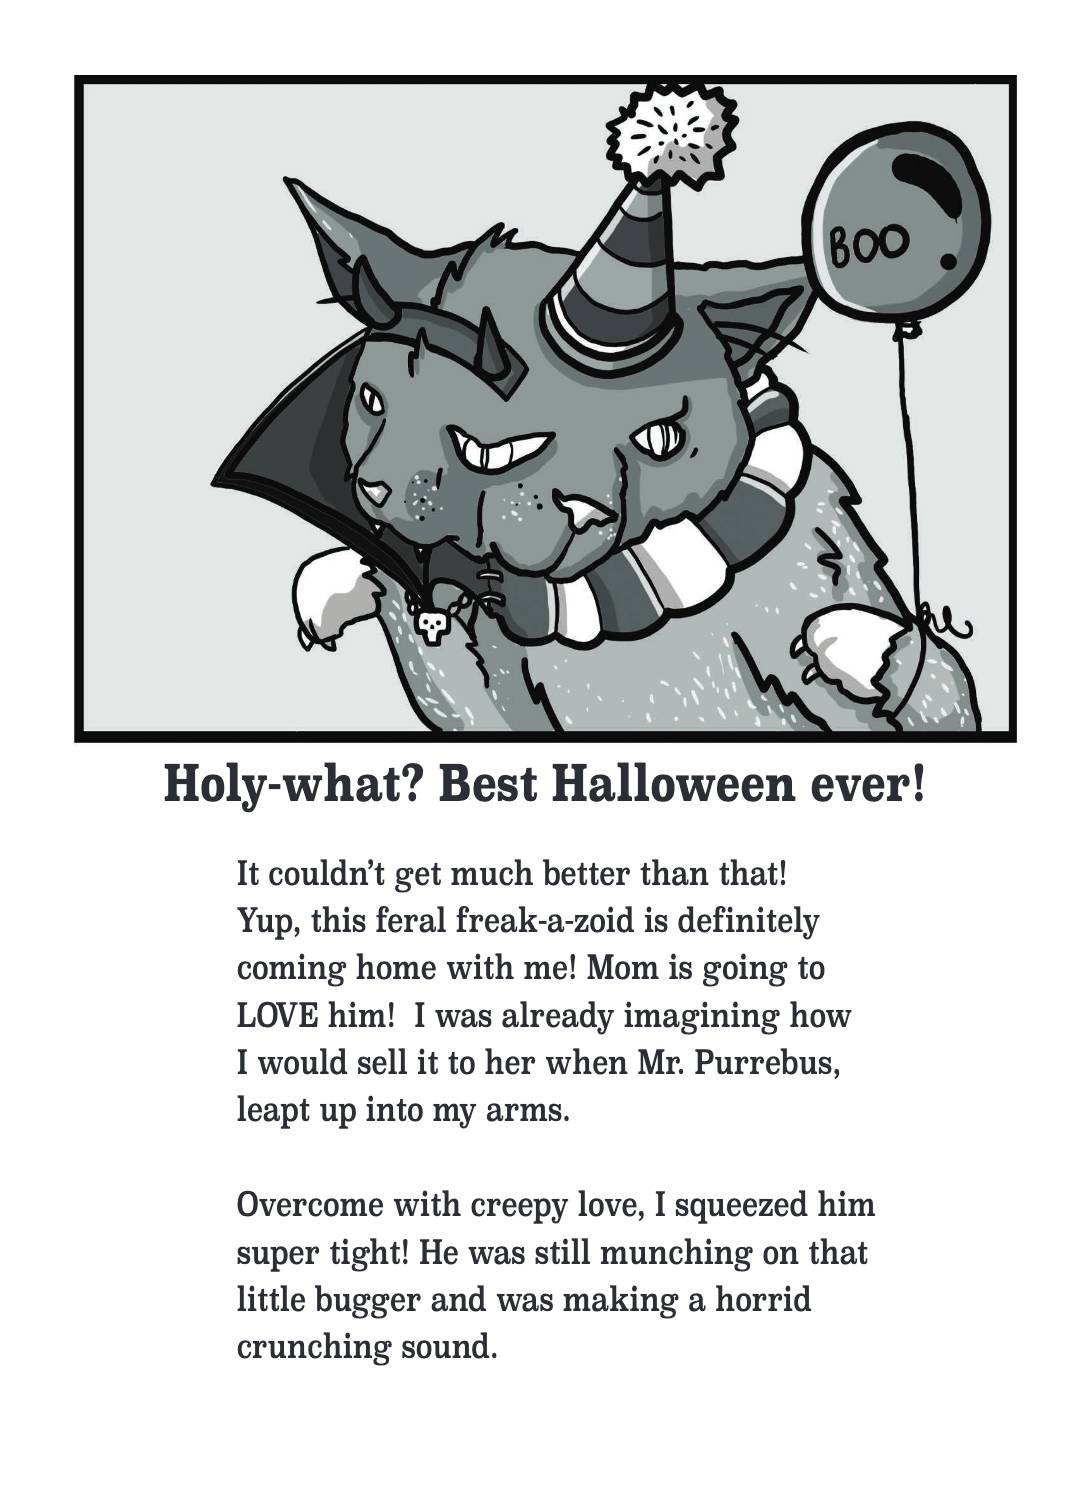 BOO
Holy-what? Best Halloween ever!
It couldn’t get much better than that!
Yup, this feral freak-a-zoid is definitely
coming home with me! Mom is going to
LOVE him!  I was already imagining how
I would sell it to her when Mr. Purrebus,
leapt up into my arms.
Overcome with creepy love, I squeezed him
super tight! He was still munching on that
little bugger and was making a horrid
crunching sound.